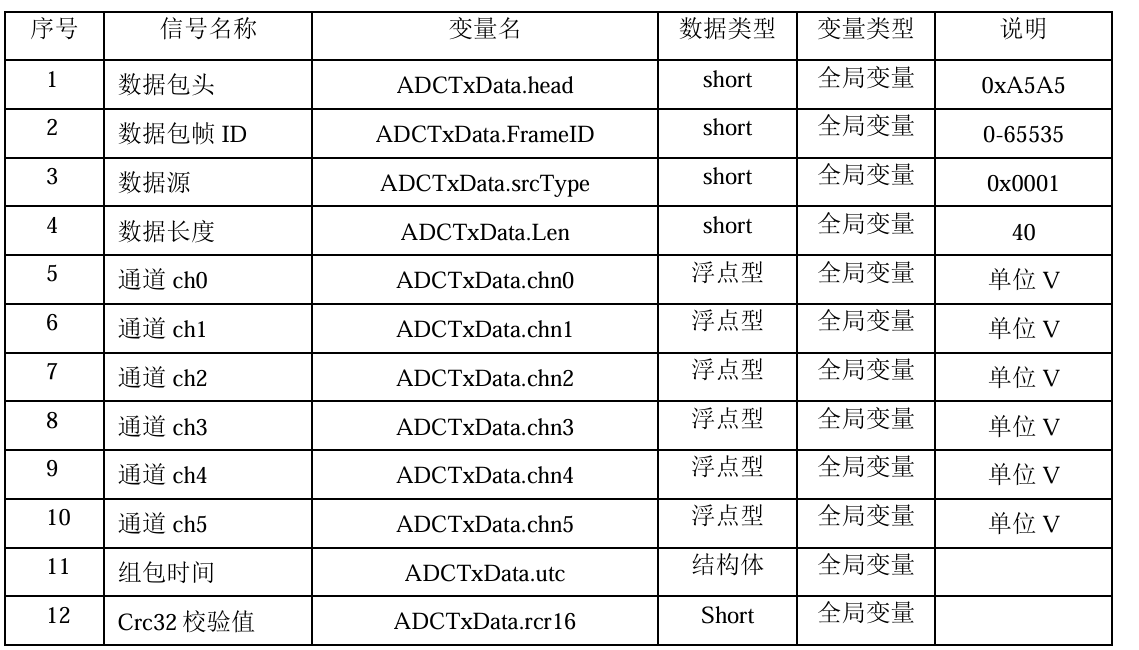 序号 信号名称 变量名 数据类型 变量类型 说明
1 数据包头 ADCTxData.head short 全局变量 0xA5A5
2 数据包帧 ID ADCTxData.FrameID short 全局变量 0-65535
3 数据源 ADCTxData.srcType short 全局变量 0x0001
4 数据长度 ADCTxData.Len short 全局变量 40
5 通道 ch0 ADCTxData.chn0 浮点型 全局变量 单位 V
6 通道 ch1 ADCTxData.chn1 浮点型 全局变量 单位 V
7 通道 ch2 ADCTxData.chn2 浮点型 全局变量 单位 V
8 通道 ch3 ADCTxData.chn3 浮点型 全局变量 单位 V
9 通道 ch4 ADCTxData.chn4 浮点型 全局变量 单位 V
10 通道 ch5 ADCTxData.chn5 浮点型 全局变量 单位 V
11 组包时间 ADCTxData.utc 结构体 全局变量
12 Crc32 校验值 ADCTxData.rcr16 Short 全局变量